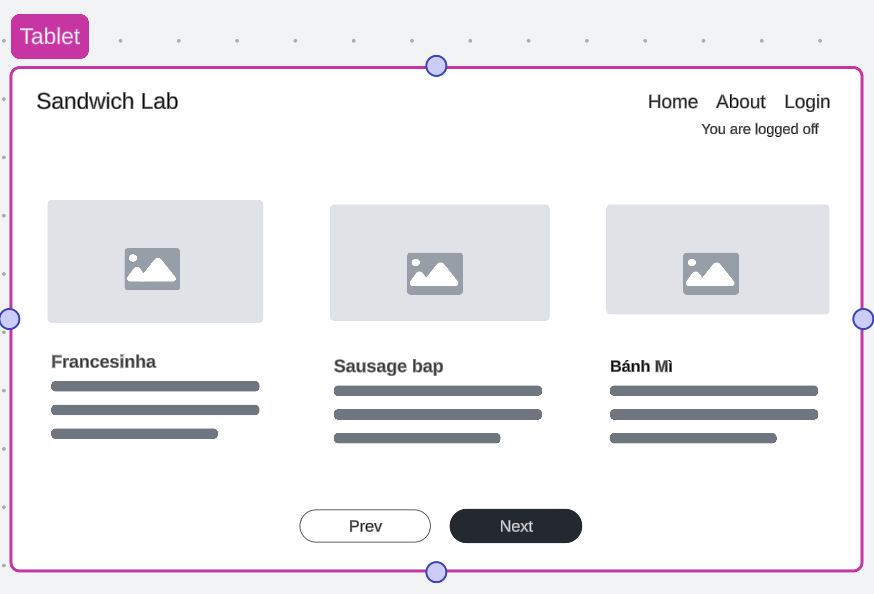 Tablet
Sandwich Lab
Home About Login
You are logged off
Francesinha
Sausage bap
Bánh Mì
Prev
Next